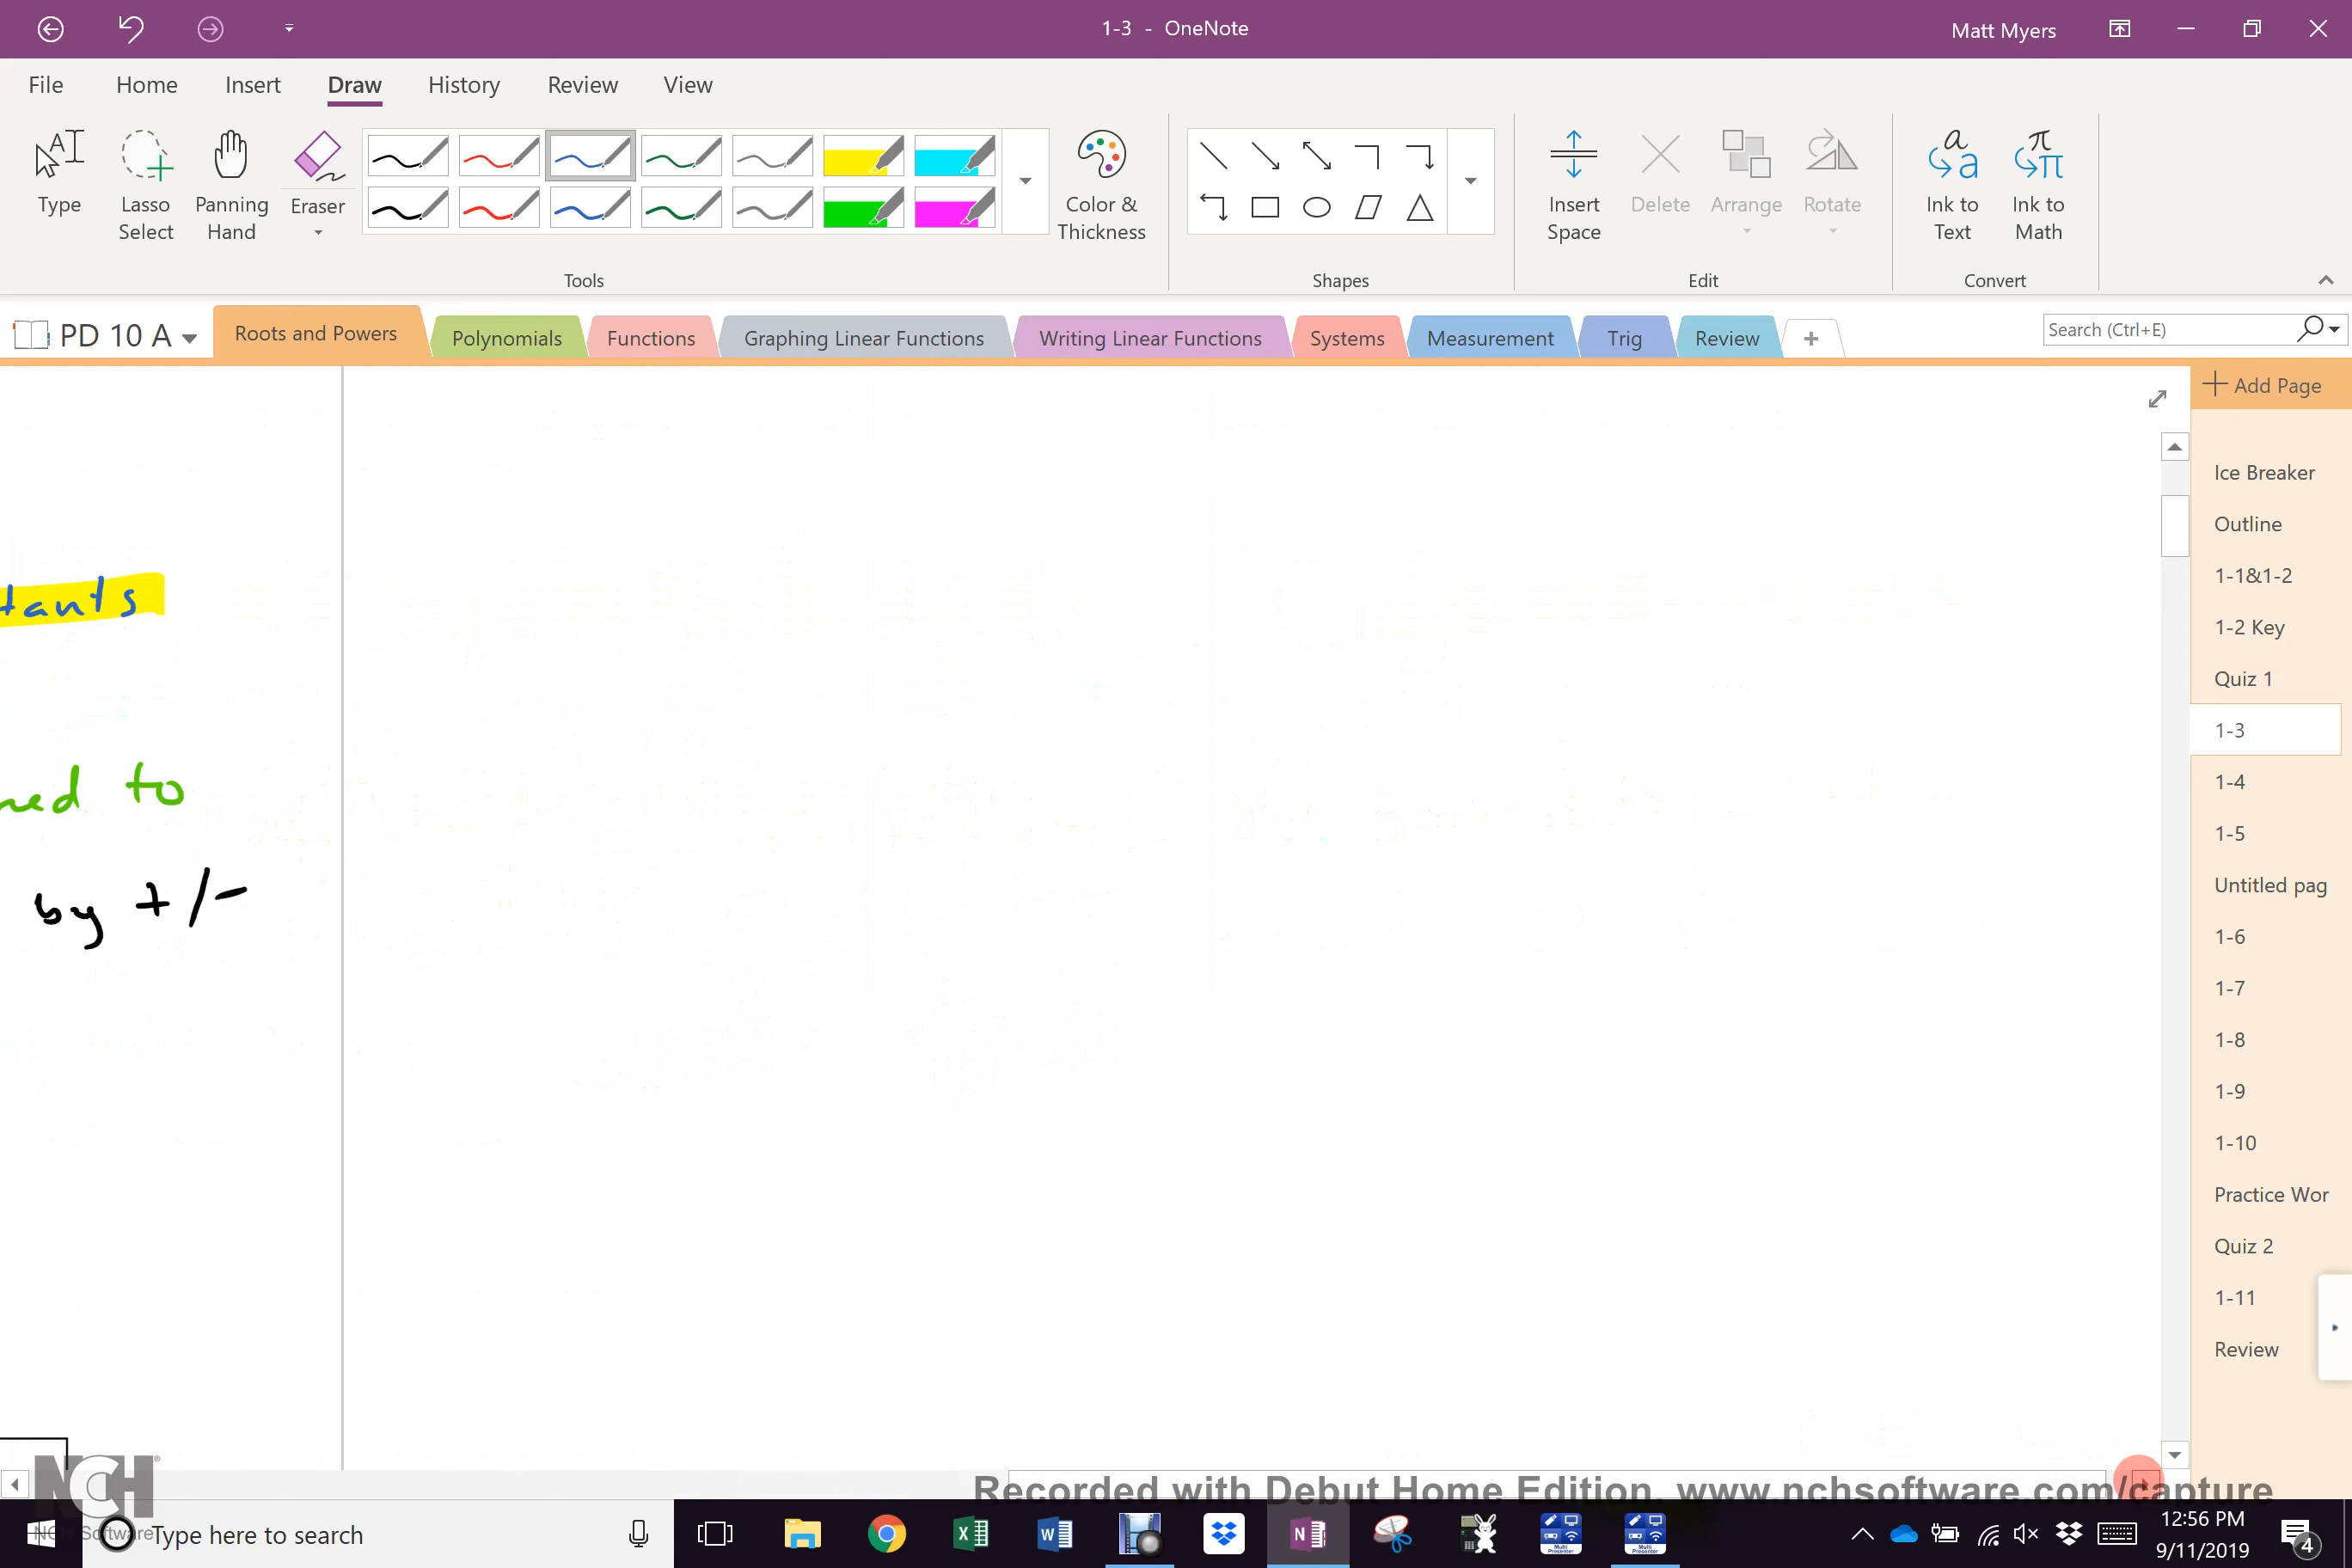 1-3 - OneNote
Matt Myers
File Home Insert Draw History Review View
Type
Lasso Select
Panning Hand
Eraser
Color & Thickness
Insert Space
Delete
Arrange
Rotate
Ink to Text
Ink to Math
Tools
Shapes
Edit
Convert
PD 10 A
Roots and Powers
Polynomials
Functions
Graphing Linear Functions
Writing Linear Functions
Systems
Measurement
Trig
Review
Search (Ctrl+E)
Add Page
Ice Breaker
Outline
1-1&1-2
1-2 Key
Quiz 1
1-3
1-4
1-5
Untitled pag
1-6
1-7
1-8
1-9
1-10
Practice Wor
Quiz 2
1-11
Review
tants
ned to
by +/-
NCH
NCH Software
Recorded with Debut Home Edition. www.nchsoftware.com/capture
Type here to search
12:56 PM
9/11/2019
4